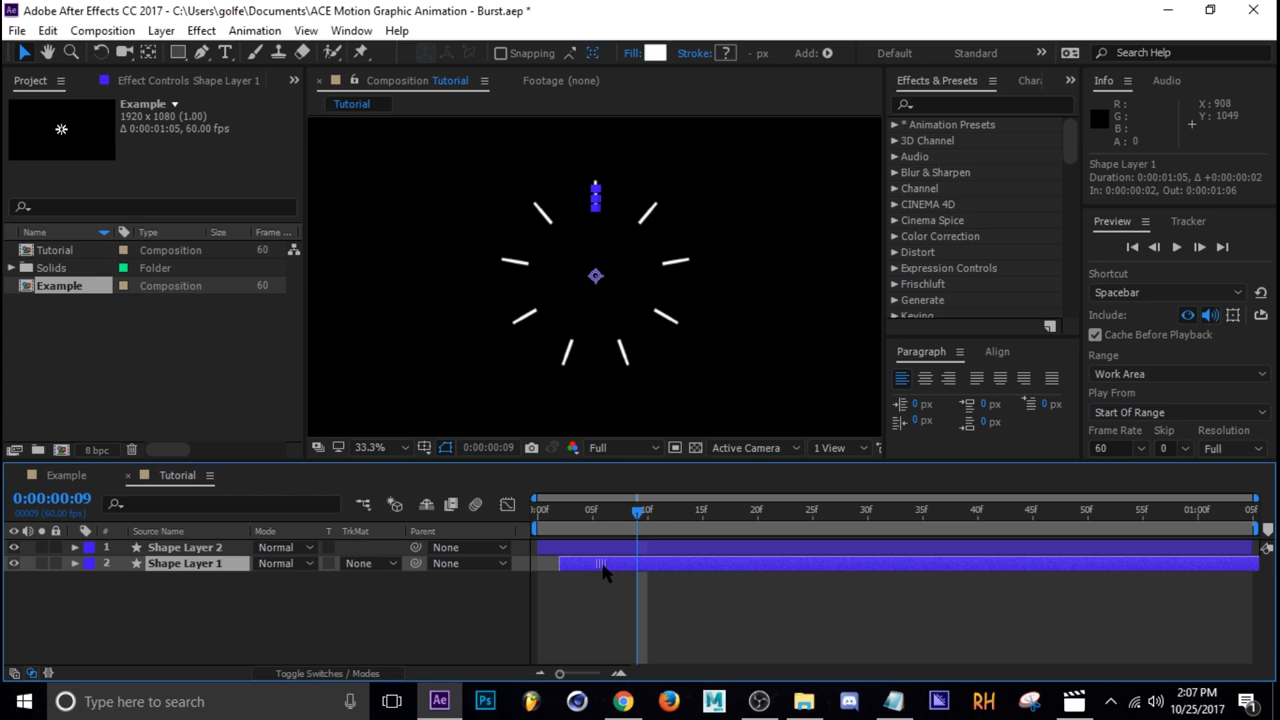 Adobe After Effects CC 2017 - C:\Users\golfe\Documents\ACE Motion Graphic Animation - Burst.aep *
File Edit Composition Layer Effect Animation View Window Help
Snapping Fill: Stroke: ? - px Add: Default Standard Search Help
Project Effect Controls Shape Layer 1 Composition Tutorial Footage (none) Effects & Presets Chara Info Audio
Example
1920 x 1080 (1.00)
Δ 0:00:01:05, 60.00 fps
Tutorial
R:
G:
B:
A: 0
X: 908
Y: 1049
Shape Layer 1
Duration: 0:00:01:05, Δ +0:00:00:02
In: 0:00:00:02, Out: 0:00:01:06
* Animation Presets
3D Channel
Audio
Blur & Sharpen
Channel
CINEMA 4D
Cinema Spice
Color Correction
Distort
Expression Controls
Frischluft
Generate
Keying
Name Type Size Frame ...
Tutorial Composition 60
Solids Folder
Example Composition 60
Preview Tracker
Shortcut
Spacebar
Include:
Cache Before Playback
Range
Work Area
Play From
Start Of Range
Frame Rate Skip Resolution
60 0 Full
Paragraph Align
0 px 0 px 0 px
0 px 0 px
8 bpc
33.3% 0:00:00:09 Full Active Camera 1 View
Example Tutorial
0:00:00:09
00009 (60.00 fps)
:00F 05F 10F 15F 20F 25F 30F 35F 40F 45F 50F 55F 01:00F 05F
# Source Name Mode T TrkMat Parent
1 Shape Layer 2 Normal None
2 Shape Layer 1 Normal None None
Toggle Switches / Modes
Type here to search
Ae Ps M RH
2:07 PM
10/25/2017
1